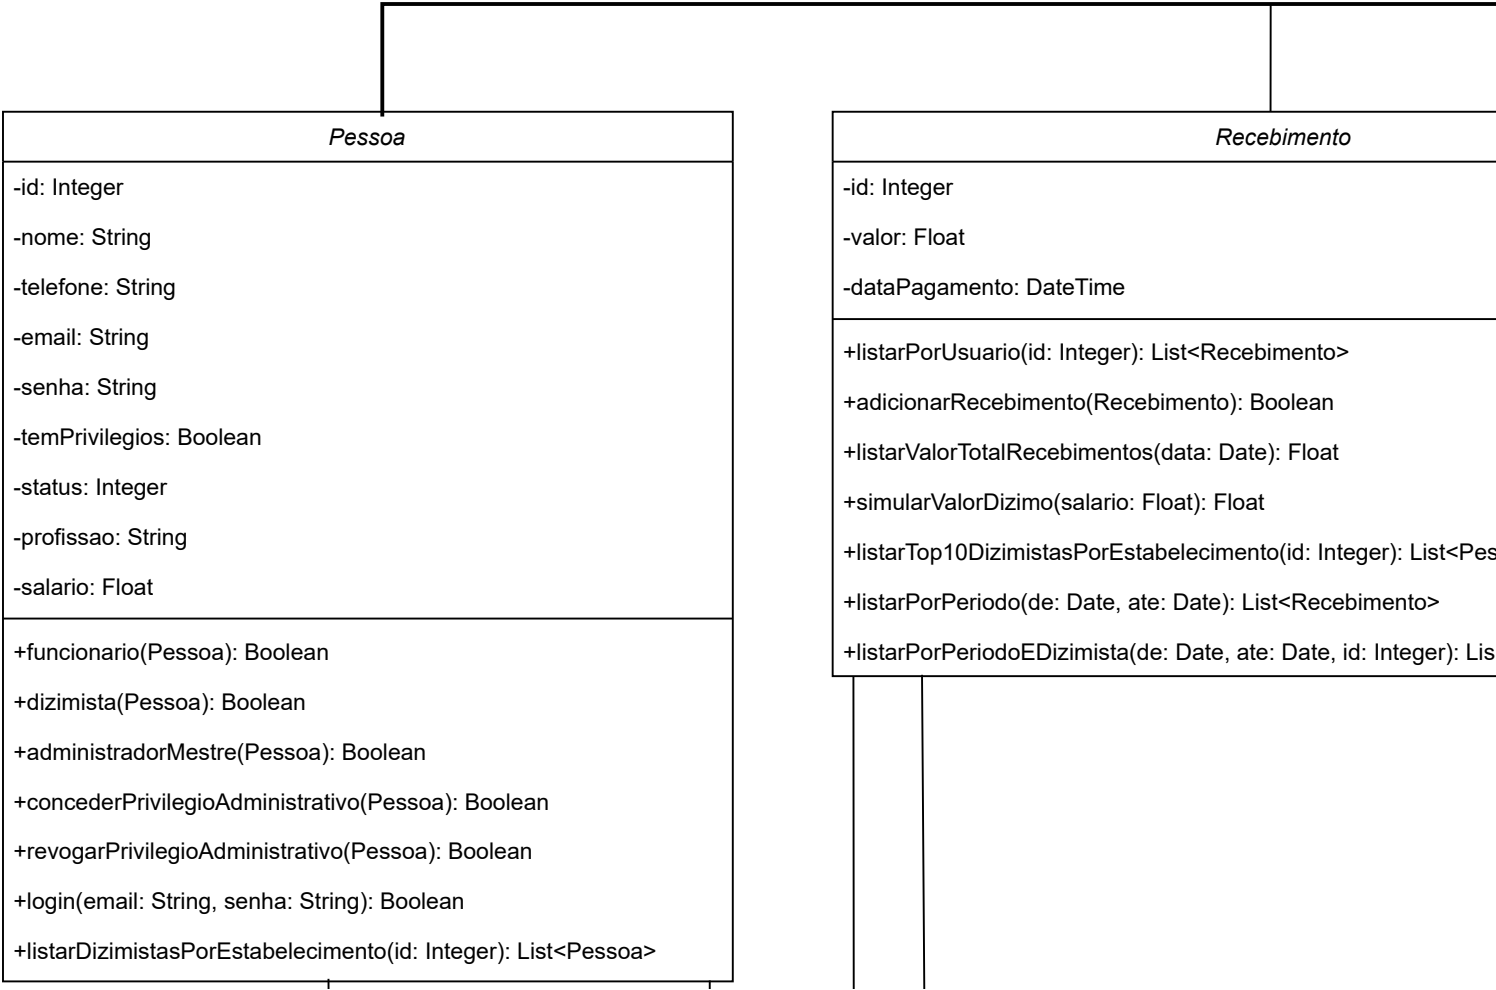 Pessoa
-id: Integer
-nome: String
-telefone: String
-email: String
-senha: String
-temPrivilegios: Boolean
-status: Integer
-profissao: String
-salario: Float
+funcionario(Pessoa): Boolean
+dizimista(Pessoa): Boolean
+administradorMestre(Pessoa): Boolean
+concederPrivilegioAdministrativo(Pessoa): Boolean
+revogarPrivilegioAdministrativo(Pessoa): Boolean
+login(email: String, senha: String): Boolean
+listarDizimistasPorEstabelecimento(id: Integer): List<Pessoa>
Recebimento
-id: Integer
-valor: Float
-dataPagamento: DateTime
+listarPorUsuario(id: Integer): List<Recebimento>
+adicionarRecebimento(Recebimento): Boolean
+listarValorTotalRecebimentos(data: Date): Float
+simularValorDizimo(salario: Float): Float
+listarTop10DizimistasPorEstabelecimento(id: Integer): List<Pes
+listarPorPeriodo(de: Date, ate: Date): List<Recebimento>
+listarPorPeriodoEDizimista(de: Date, ate: Date, id: Integer): Lis